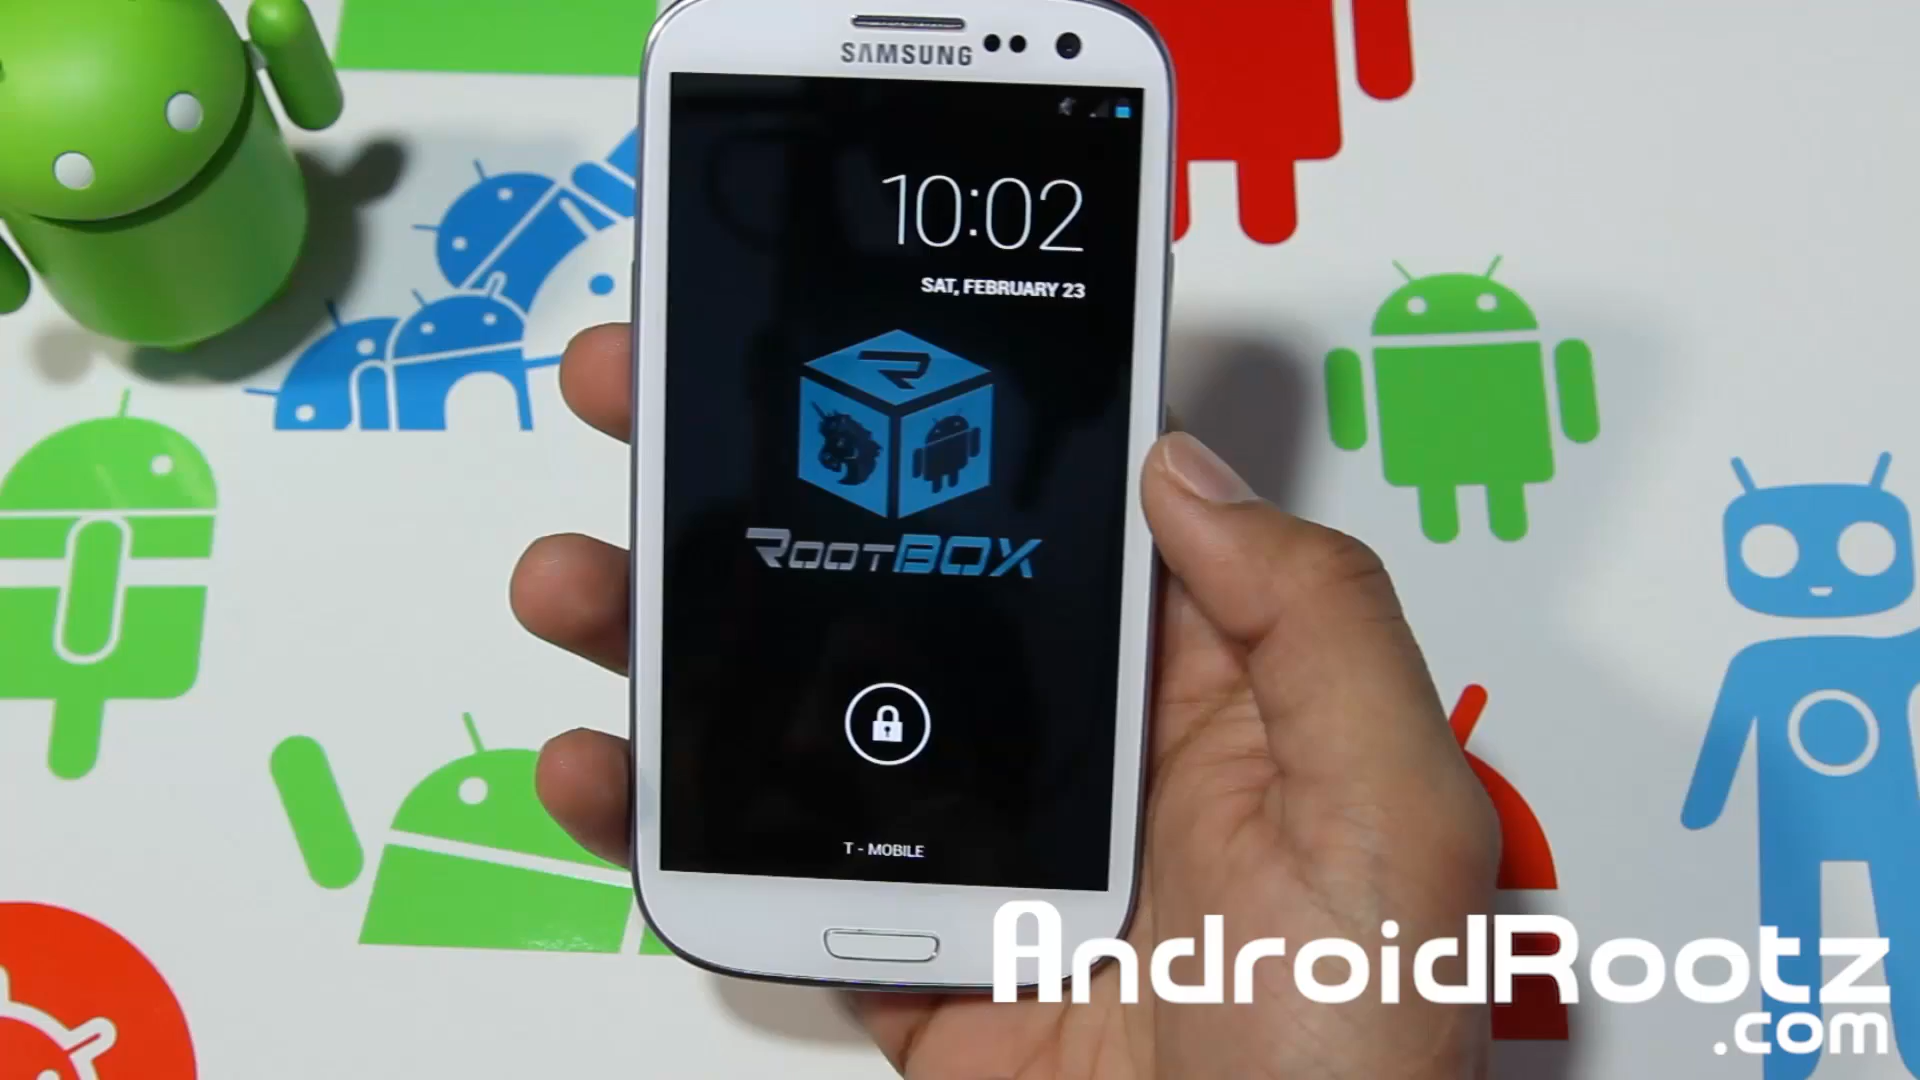 SAMSUNG
10:02
SAT, FEBRUARY 23
R
ROOTBOX
T - MOBILE
AndroidRootz
.com